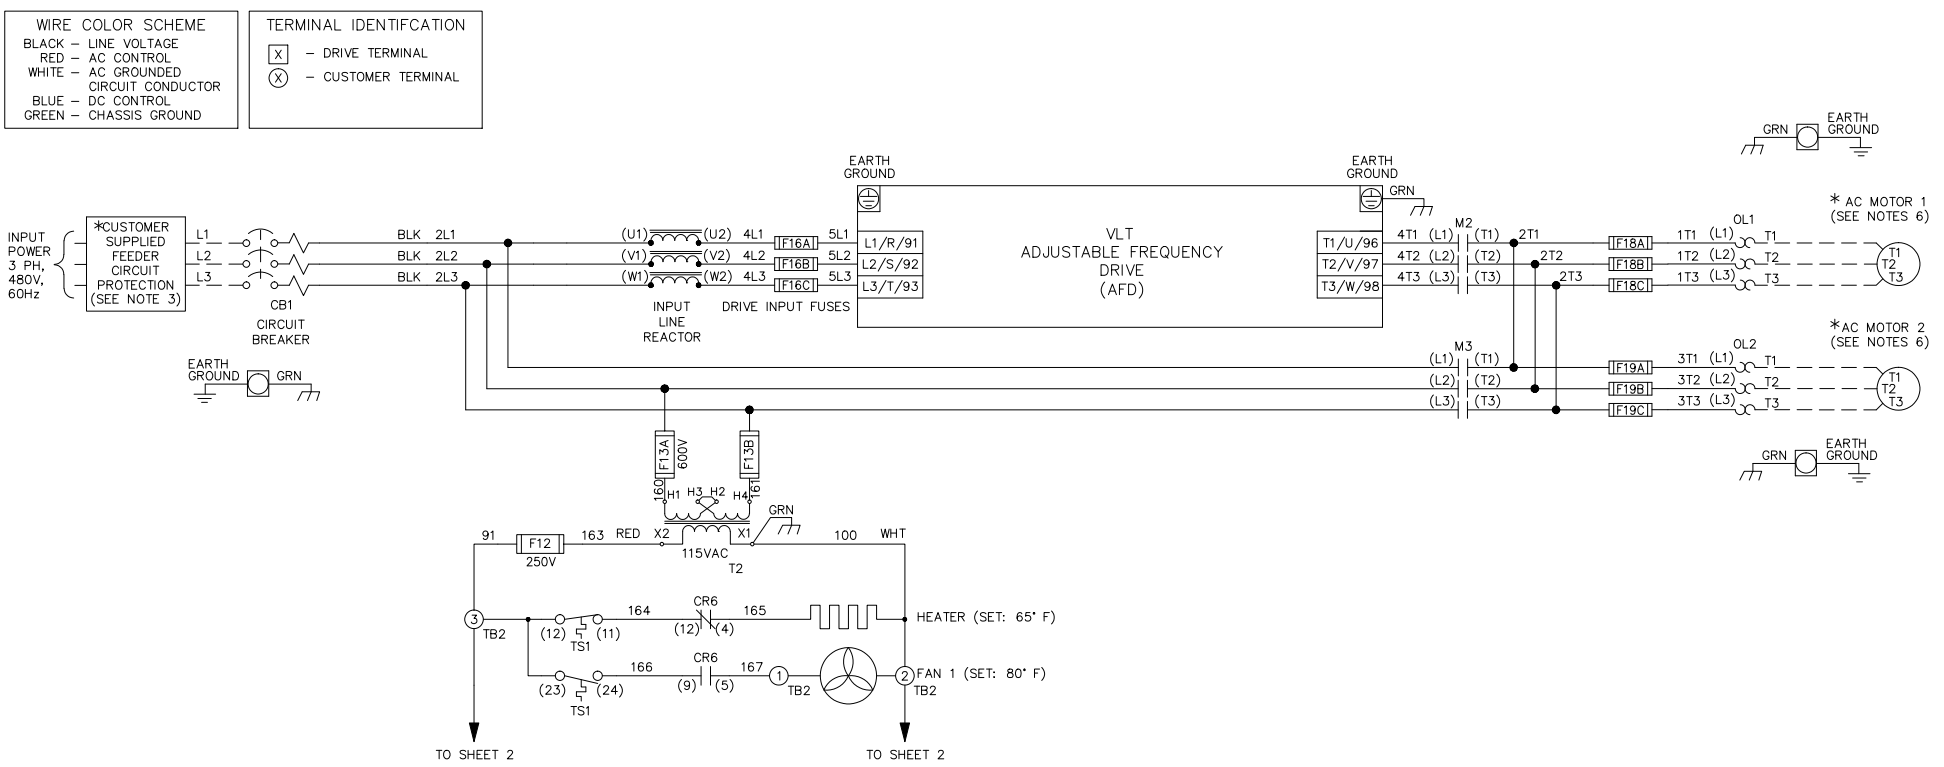 WIRE COLOR SCHEME
BLACK – LINE VOLTAGE
RED – AC CONTROL
WHITE – AC GROUNDED
CIRCUIT CONDUCTOR
BLUE – DC CONTROL
GREEN – CHASSIS GROUND
TERMINAL IDENTIFCATION
X – DRIVE TERMINAL
X – CUSTOMER TERMINAL
GRN EARTH
GROUND
EARTH
GROUND
EARTH
GROUND
GRN
INPUT
POWER
3 PH,
480V,
60Hz
*CUSTOMER
SUPPLIED
FEEDER
CIRCUIT
PROTECTION
(SEE NOTE 3)
L1
L2
L3
CB1
CIRCUIT
BREAKER
BLK 2L1
BLK 2L2
BLK 2L3
(U1) (U2) 4L1 F16A 5L1 L1/R/91
(V1) (V2) 4L2 F16B 5L2 L2/S/92
(W1) (W2) 4L3 F16C 5L3 L3/T/93
INPUT
LINE
REACTOR
DRIVE INPUT FUSES
VLT
ADJUSTABLE FREQUENCY
DRIVE
(AFD)
M2
T1/U/96 4T1 (L1) (T1) 2T1 F18A 1T1 (L1) T1
T2/V/97 4T2 (L2) (T2) 2T2 F18B 1T2 (L2) T2
T3/W/98 4T3 (L3) (T3) 2T3 F18C 1T3 (L3) T3
OL1
* AC MOTOR 1
(SEE NOTES 6)
T1
T2
T3
M3
(L1) (T1) F19A 3T1 (L1) T1
(L2) (T2) F19B 3T2 (L2) T2
(L3) (T3) F19C 3T3 (L3) T3
OL2
*AC MOTOR 2
(SEE NOTES 6)
T1
T2
T3
EARTH
GROUND GRN
GRN EARTH
GROUND
F13A
600V
F13B
160
161
H1 H3 H2 H4
GRN
91 F12 163 RED X2 X1 100 WHT
250V
115VAC
T2
3
TB2
(12) (11)
TS1
164
CR6
(12) (4)
165
HEATER (SET: 65° F)
(23) (24)
TS1
166
CR6
(9) (5)
167
1
TB2
2
TB2
FAN 1 (SET: 80° F)
TO SHEET 2
TO SHEET 2